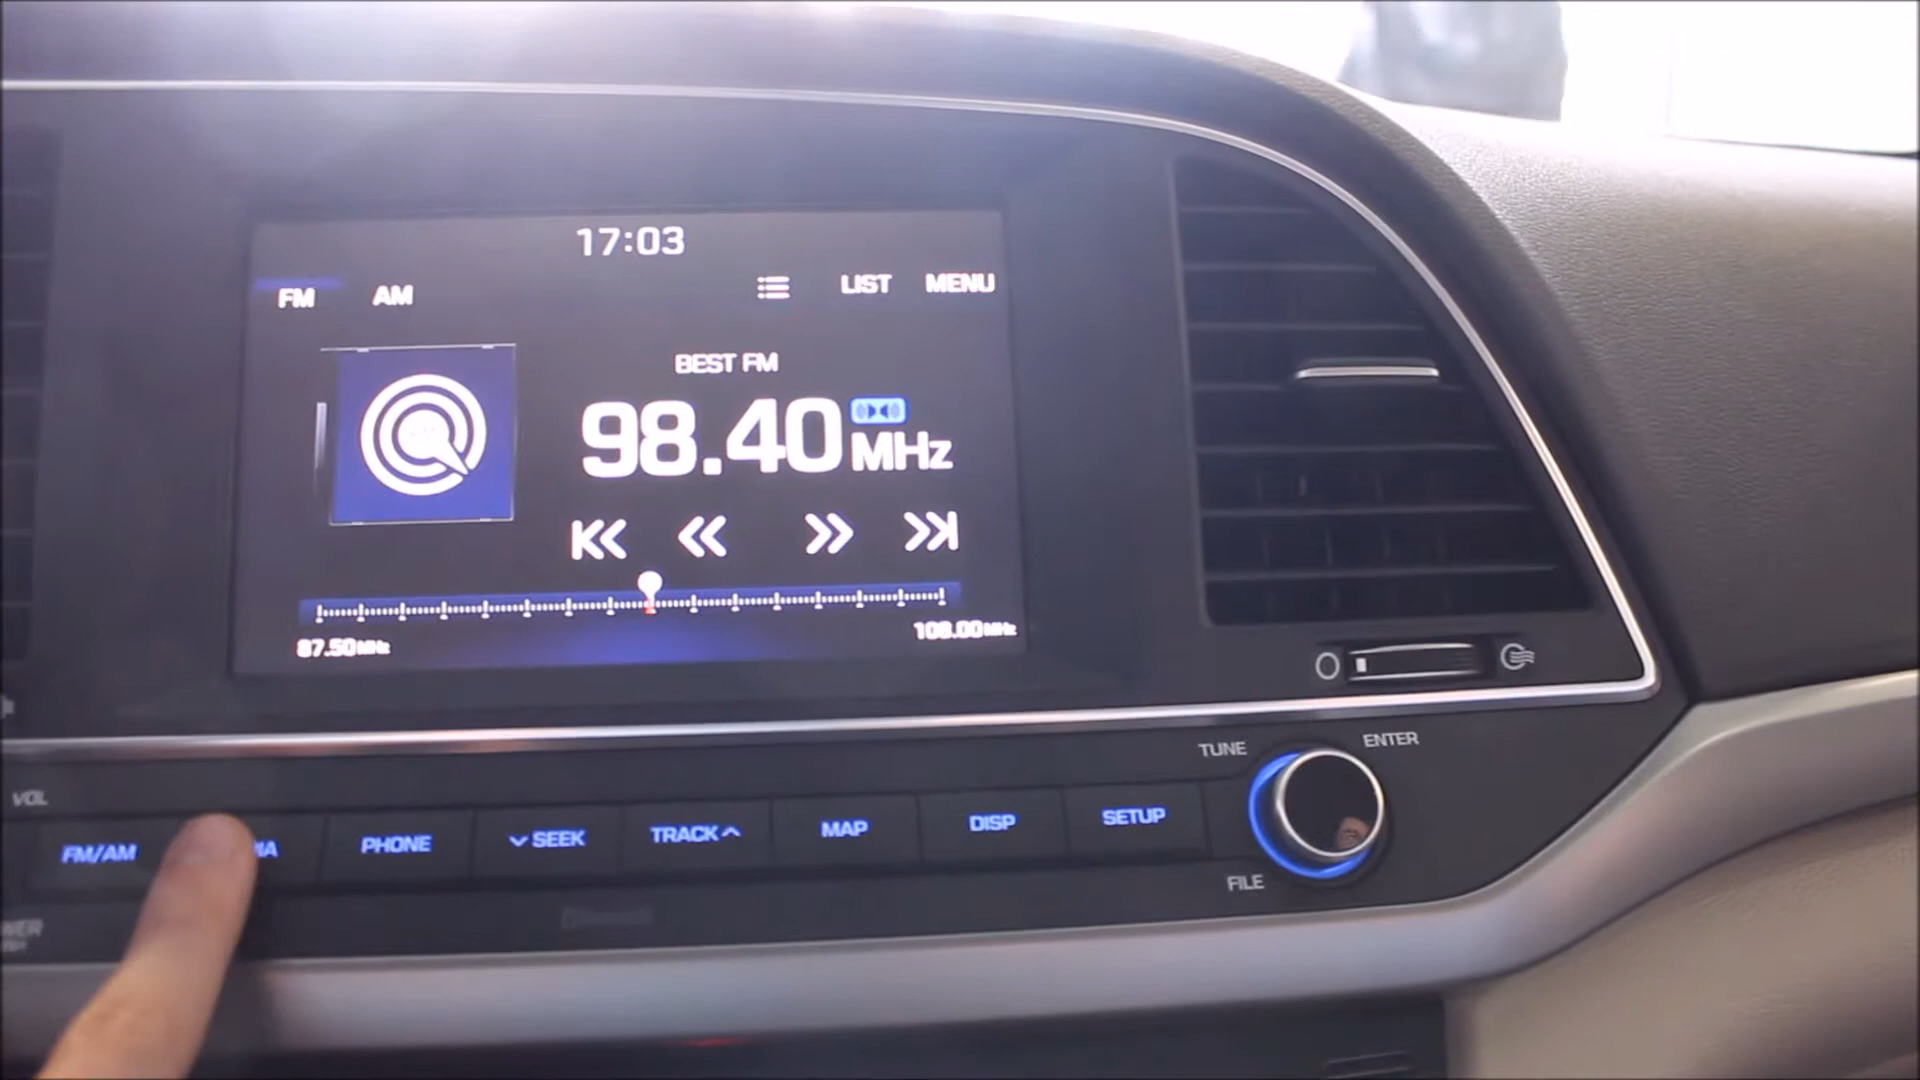 17:03
FM AM LIST MENU
BEST FM
98.40 MHz
87.50MHz 108.00MHz
TUNE ENTER
VOL
FM/AM PHONE SEEK TRACK MAP DISP SETUP
FILE